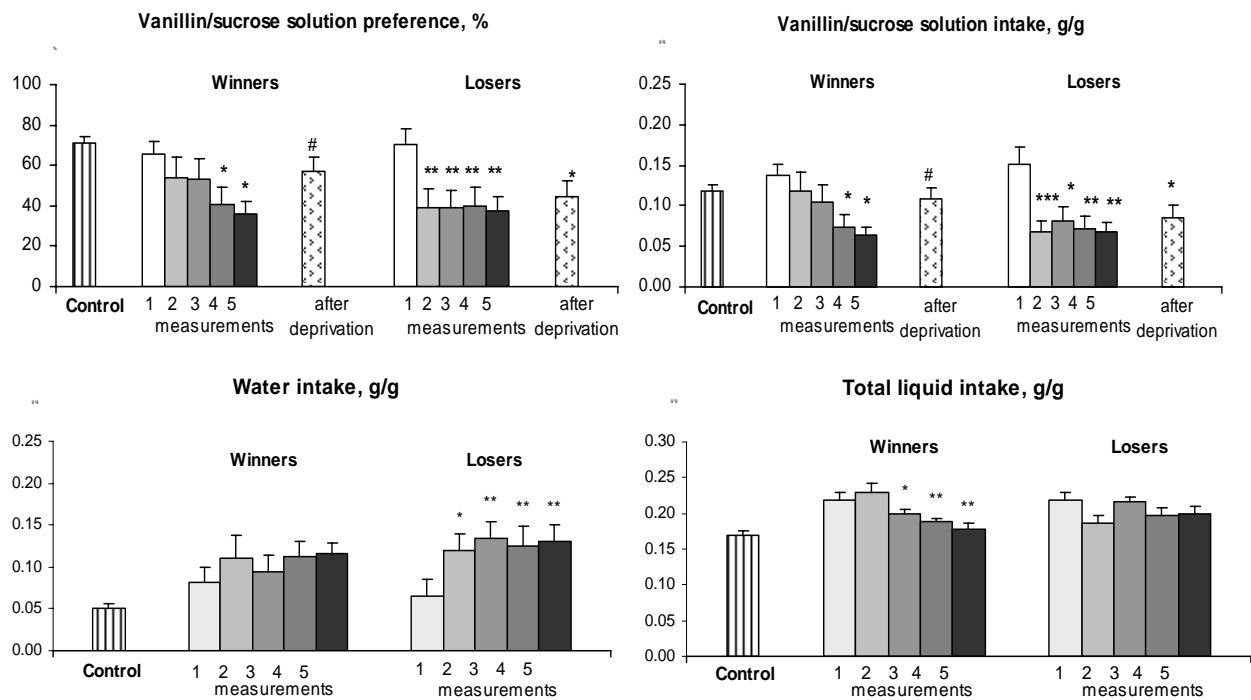 Vanillin/sucrose solution preference, %
Winners
Losers
100
80
60
40
20
0
#
* *
** ** ** **
*
Control
1 2 3 4 5
measurements
after
deprivation
1 2 3 4 5
measurements
after
deprivation
Vanillin/sucrose solution intake, g/g
Winners
Losers
0.25
0.20
0.15
0.10
0.05
0.00
#
* *
*** * ** **
*
Control
1 2 3 4 5
measurements
after
deprivation
1 2 3 4 5
measurements
after
deprivation
Water intake, g/g
Winners
Losers
0.25
0.20
0.15
0.10
0.05
0.00
* ** ** **
Control
1 2 3 4 5
measurements
1 2 3 4 5
measurements
Total liquid intake, g/g
Winners
Losers
0.30
0.25
0.20
0.15
0.10
0.05
0.00
* ** **
Control
1 2 3 4 5
measurements
1 2 3 4 5
measurements